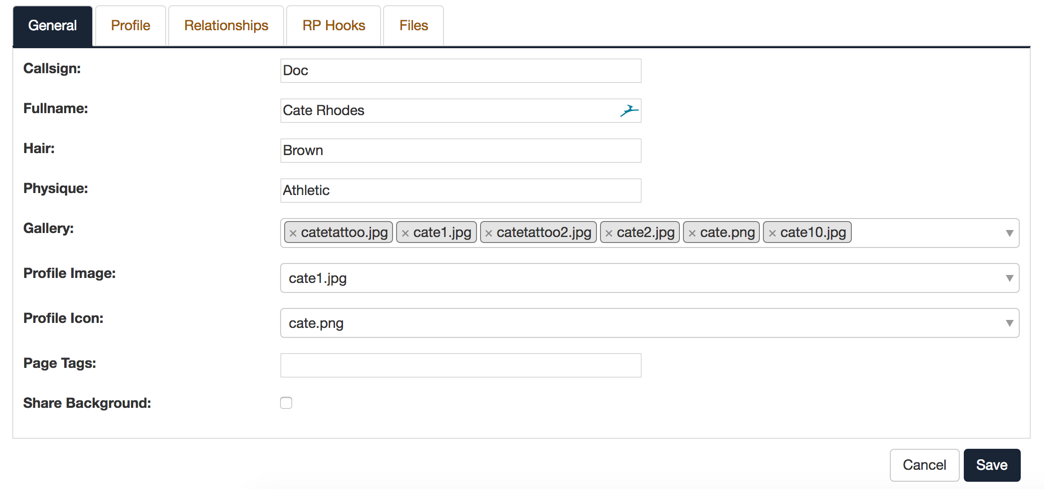 General Profile Relationships RP Hooks Files
Callsign: Doc
Fullname: Cate Rhodes
Hair: Brown
Physique: Athletic
Gallery: × catetattoo.jpg × cate1.jpg × catetattoo2.jpg × cate2.jpg × cate.png × cate10.jpg
Profile Image: cate1.jpg
Profile Icon: cate.png
Page Tags:
Share Background:
Cancel Save